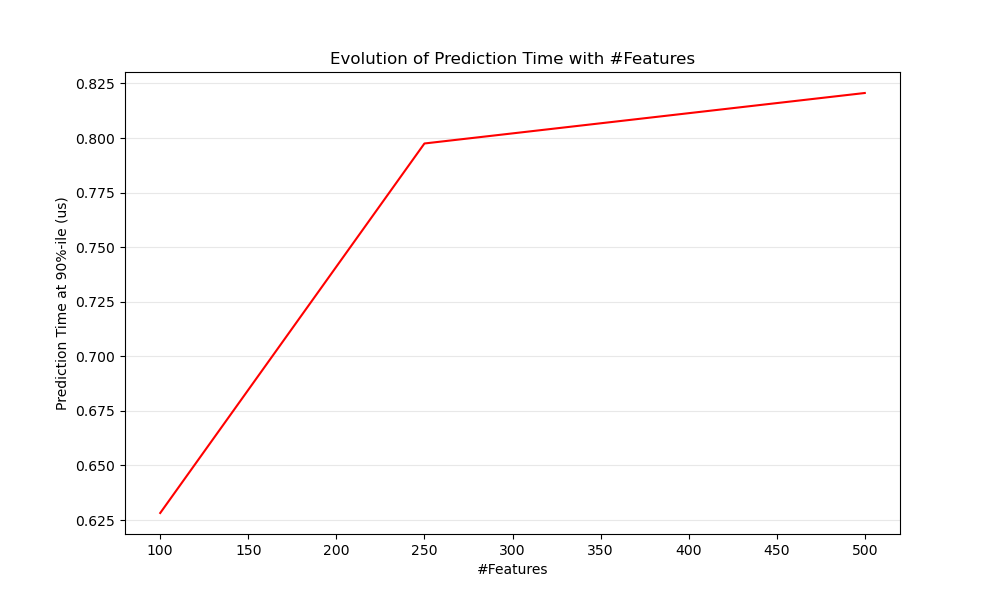 Evolution of Prediction Time with #Features
Prediction Time at 90%-ile (us)
0.825
0.800
0.775
0.750
0.725
0.700
0.675
0.650
0.625
100 150 200 250 300 350 400 450 500
#Features